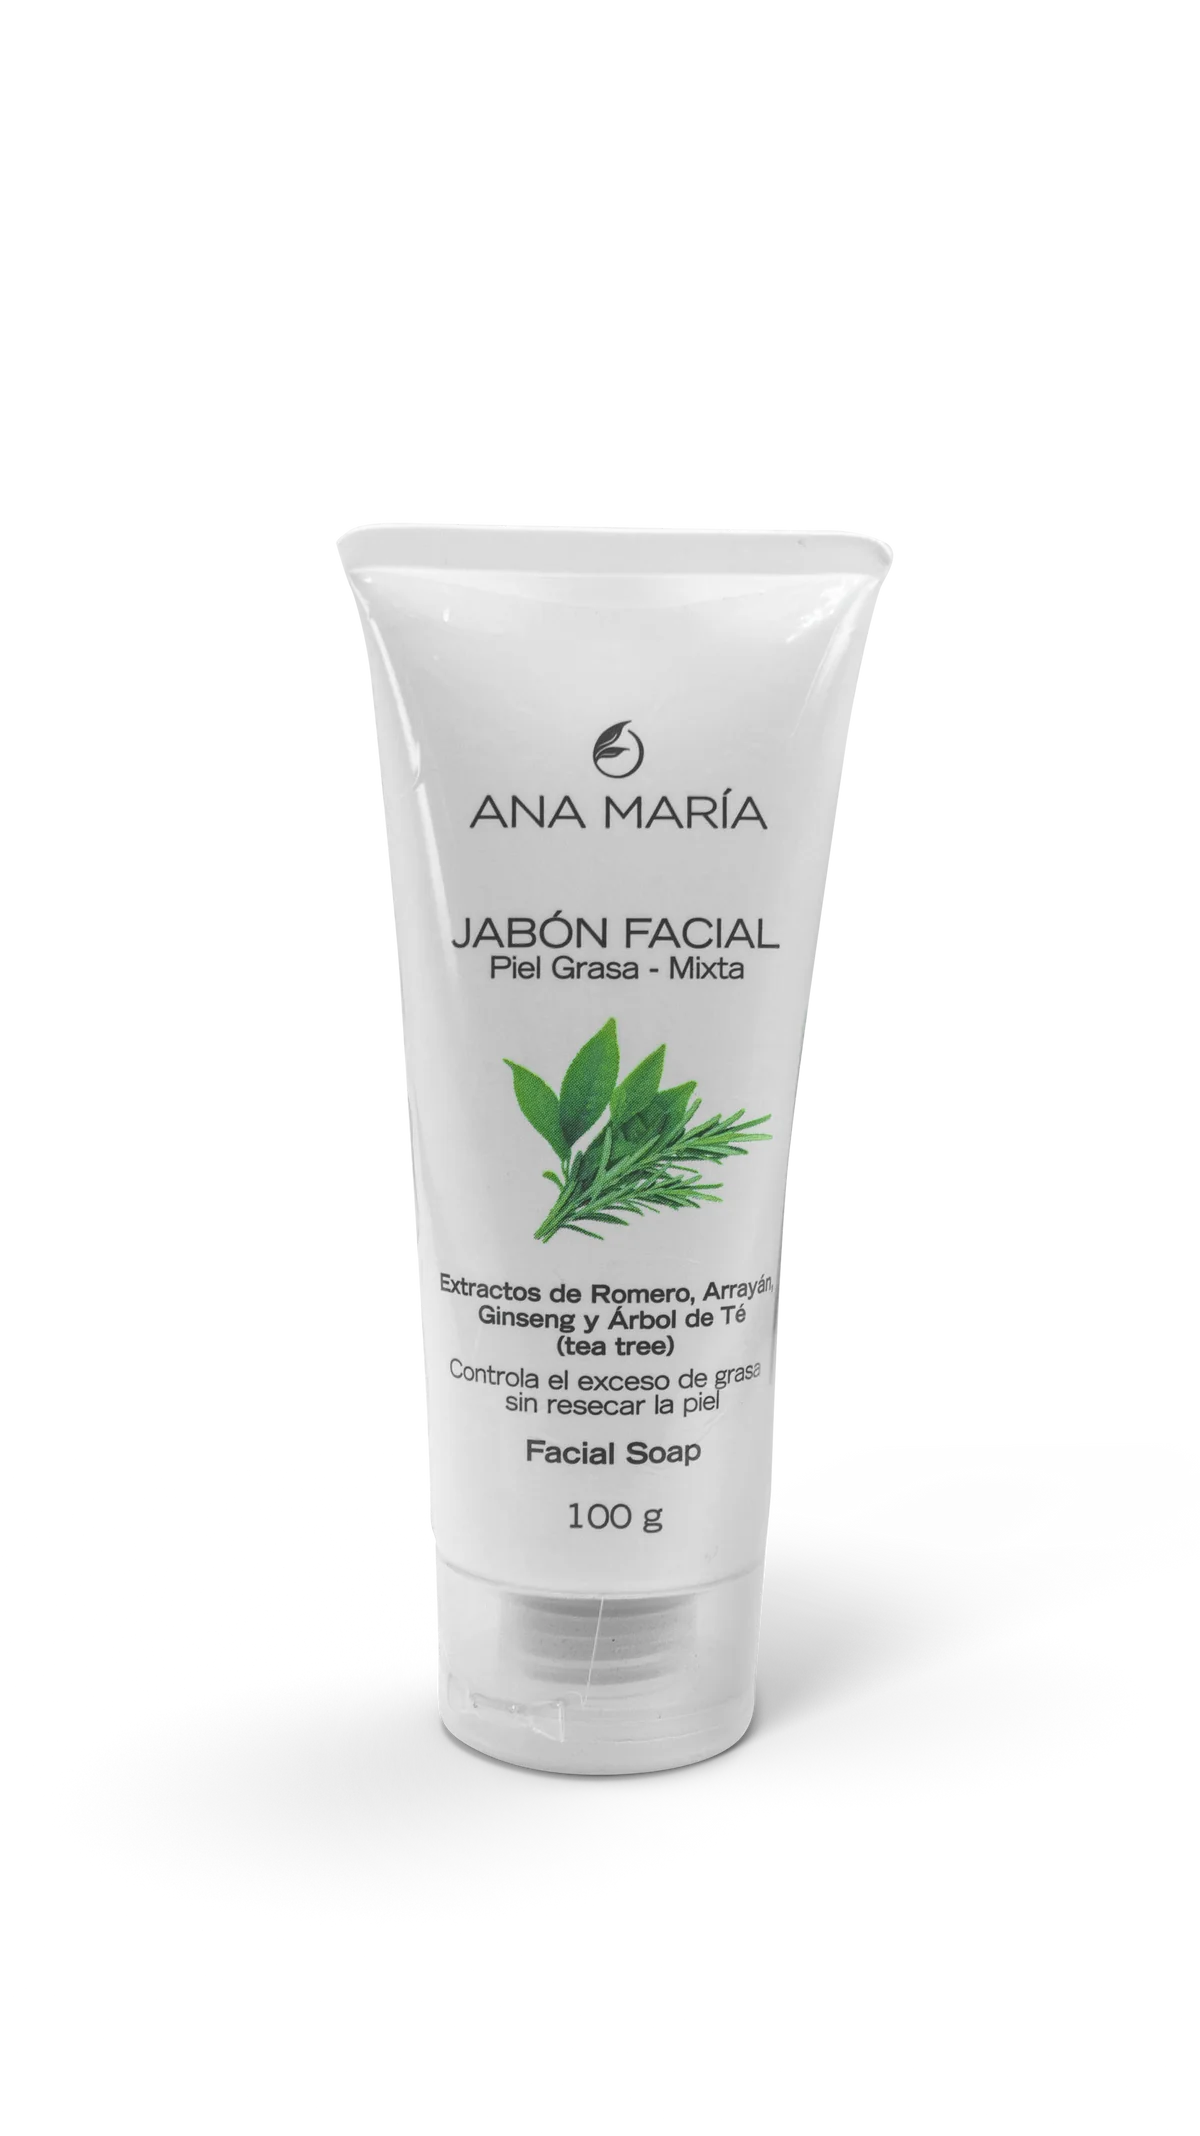 ANA MARÍA
JABÓN FACIAL
Piel Grasa - Mixta
Extractos de Romero, Arrayán,
Ginseng y Árbol de Té
(tea tree)
Controla el exceso de grasa
sin resecar la piel
Facial Soap
100 g